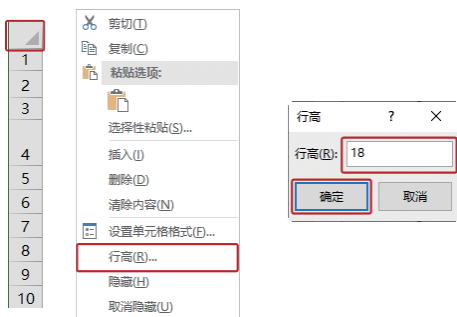 1
2
3
4
5
6
7
8
9
10
剪切(T)
复制(C)
粘贴选项:
选择性粘贴(S)...
插入(I)
删除(D)
清除内容(N)
设置单元格格式(F)...
行高(R)...
隐藏(H)
取消隐藏(U)
行高 ? ×
行高(R): 18
确定 取消